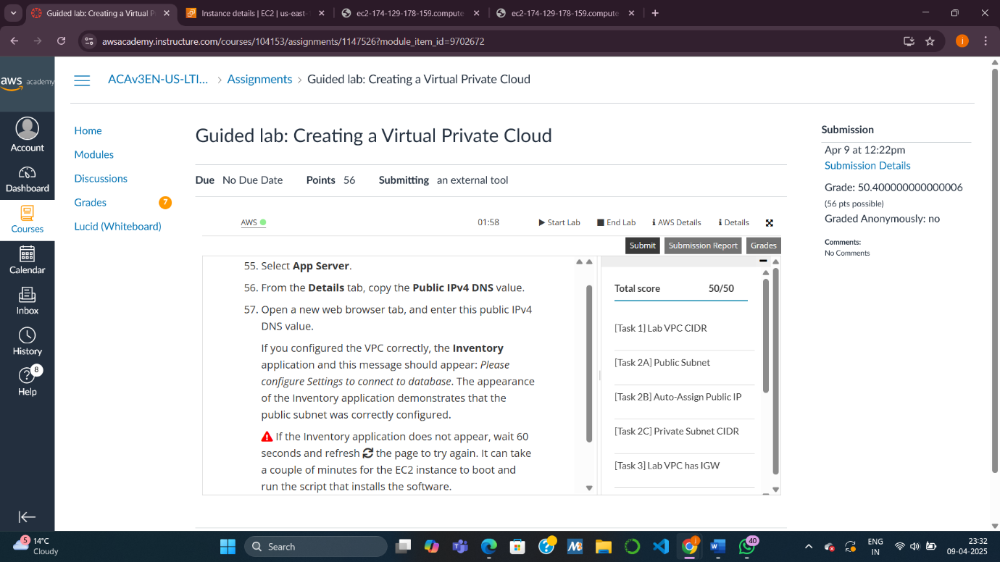 Guided lab: Creating a Virtual P
Instance details | EC2 | us-east-
ec2-174-129-178-159.compute
ec2-174-129-178-159.compute
awsacademy.instructure.com/courses/104153/assignments/1147526?module_item_id=9702672
j
aws academy
ACAv3EN-US-LTI... > Assignments > Guided lab: Creating a Virtual Private Cloud
Account
Dashboard
Courses
Calendar
Inbox
History
8
Help
Home
Modules
Discussions
Grades 7
Lucid (Whiteboard)
Guided lab: Creating a Virtual Private Cloud
Due No Due Date Points 56 Submitting an external tool
AWS 01:58 Start Lab End Lab AWS Details Details
Submit Submission Report Grades
55. Select App Server.
56. From the Details tab, copy the Public IPv4 DNS value.
57. Open a new web browser tab, and enter this public IPv4
DNS value.
If you configured the VPC correctly, the Inventory
application and this message should appear: Please
configure Settings to connect to database. The appearance
of the Inventory application demonstrates that the
public subnet was correctly configured.
If the Inventory application does not appear, wait 60
seconds and refresh the page to try again. It can take
a couple of minutes for the EC2 instance to boot and
run the script that installs the software.
Total score 50/50
[Task 1] Lab VPC CIDR
[Task 2A] Public Subnet
[Task 2B] Auto-Assign Public IP
[Task 2C] Private Subnet CIDR
[Task 3] Lab VPC has IGW
Submission
Apr 9 at 12:22pm
Submission Details
Grade: 50.400000000000006
(56 pts possible)
Graded Anonymously: no
Comments:
No Comments
5
14°C
Cloudy
Search
40
ENG
IN
23:32
09-04-2025